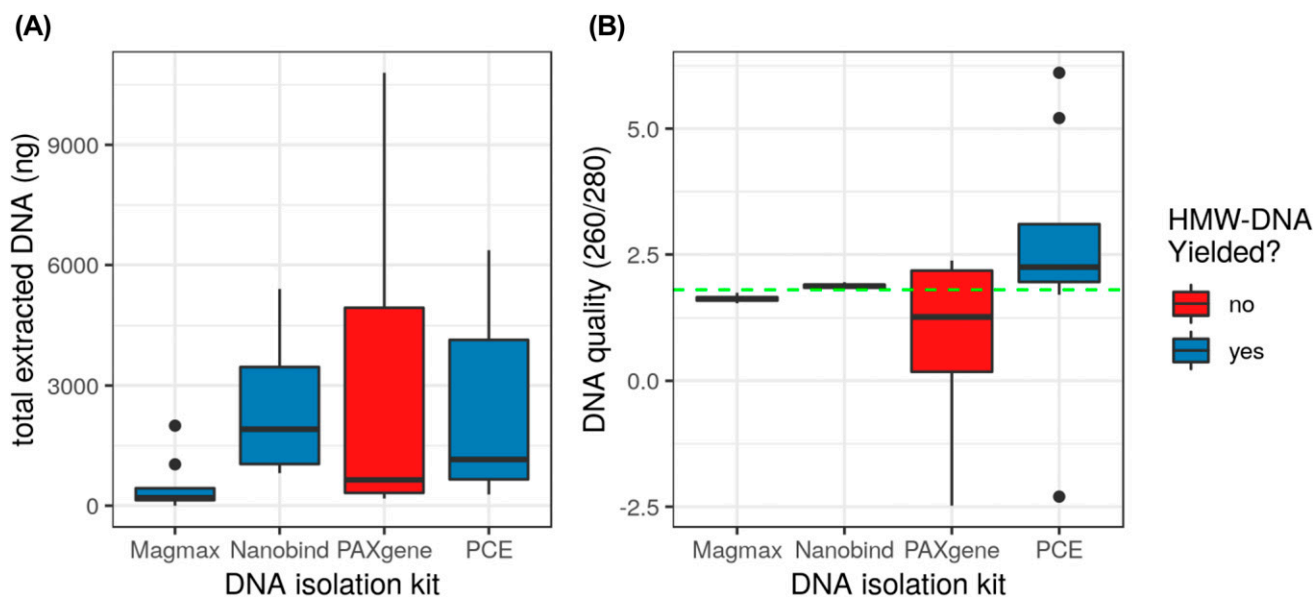 (A)
total extracted DNA (ng)
9000
6000
3000
0
Magmax Nanobind PAXgene PCE
DNA isolation kit
(B)
DNA quality (260/280)
5.0
2.5
0.0
-2.5
Magmax Nanobind PAXgene PCE
DNA isolation kit
HMW-DNA
Yielded?
no
yes